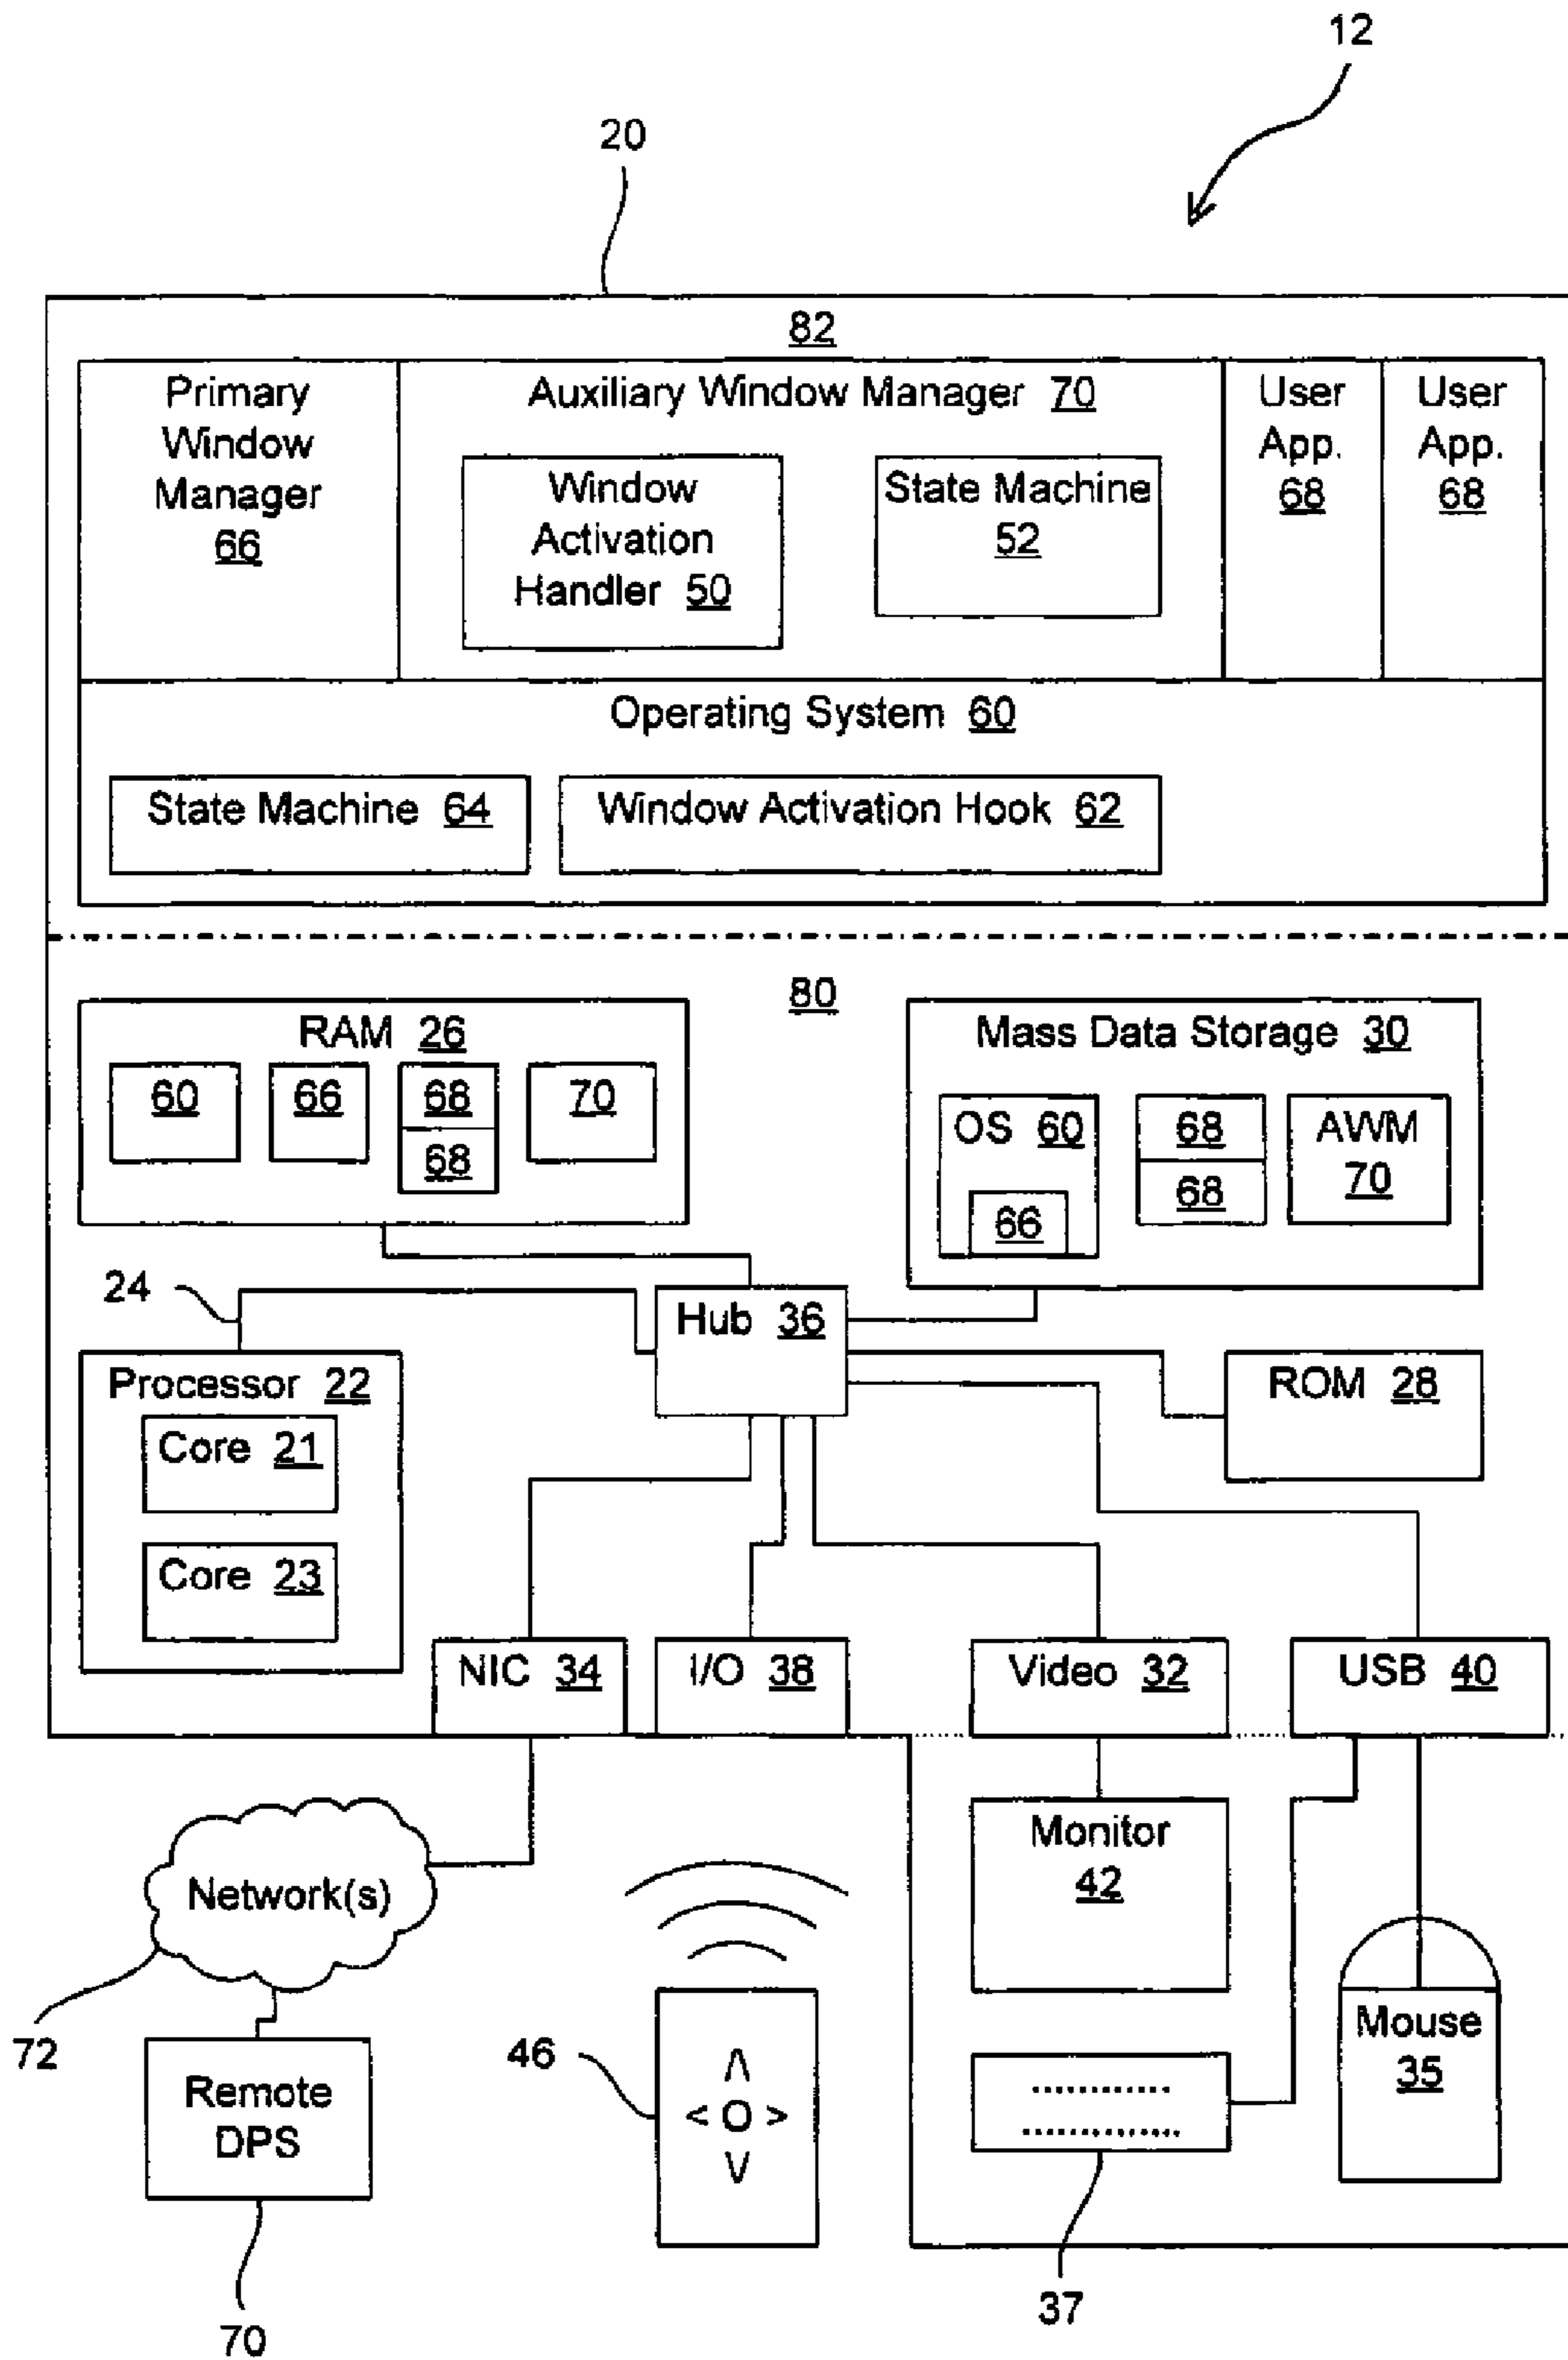 12
20
82
Primary
Window
Manager
66
Auxiliary Window Manager 70
Window
Activation
Handler 50
State Machine
52
User
App.
68
User
App.
68
Operating System 60
State Machine 64
Window Activation Hook 62
80
RAM 26
60
66
68
68
70
Mass Data Storage 30
OS 60
66
68
68
AWM
70
24
Hub 36
Processor 22
Core 21
Core 23
ROM 28
NIC 34
I/O 38
Video 32
USB 40
Network(s)
72
Remote
DPS
70
46
< O >
Monitor
42
37
Mouse
35